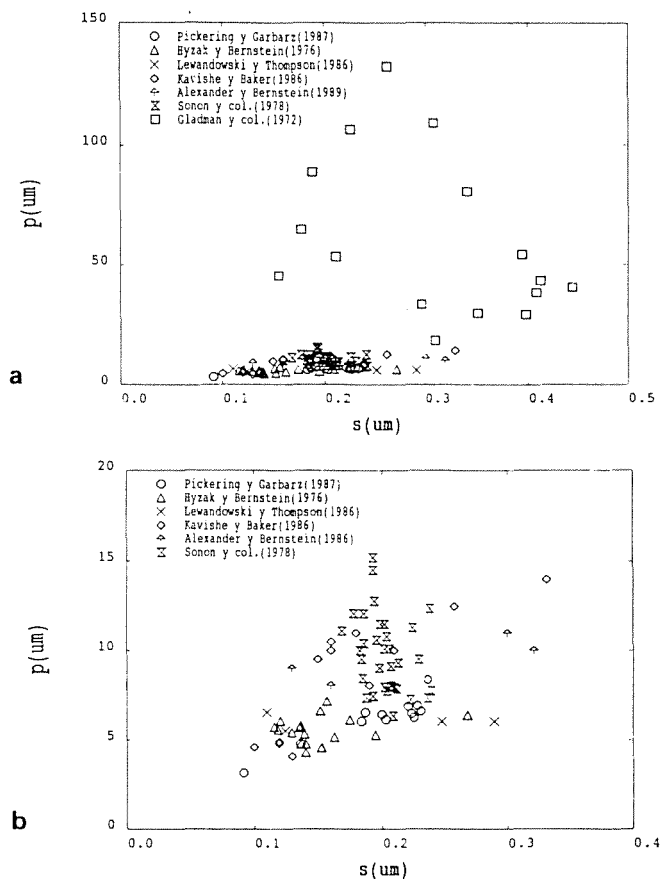 150
100
50
0
p(um)
Pickering y Garbarz(1987)
Hyzak y Bernstein(1976)
Lewandowski y Thompson(1986)
Kavishe y Baker(1986)
Alexander y Bernstein(1989)
Sonon y col.(1978)
Gladman y col.(1972)
0.0 0.1 0.2 0.3 0.4 0.5
s(um)
a
20
15
10
5
0
p(um)
Pickering y Garbarz(1987)
Hyzak y Bernstein(1976)
Lewandowski y Thompson(1986)
Kavishe y Baker(1986)
Alexander y Bernstein(1986)
Sonon y col.(1978)
0.0 0.1 0.2 0.3 0.4
s(um)
b